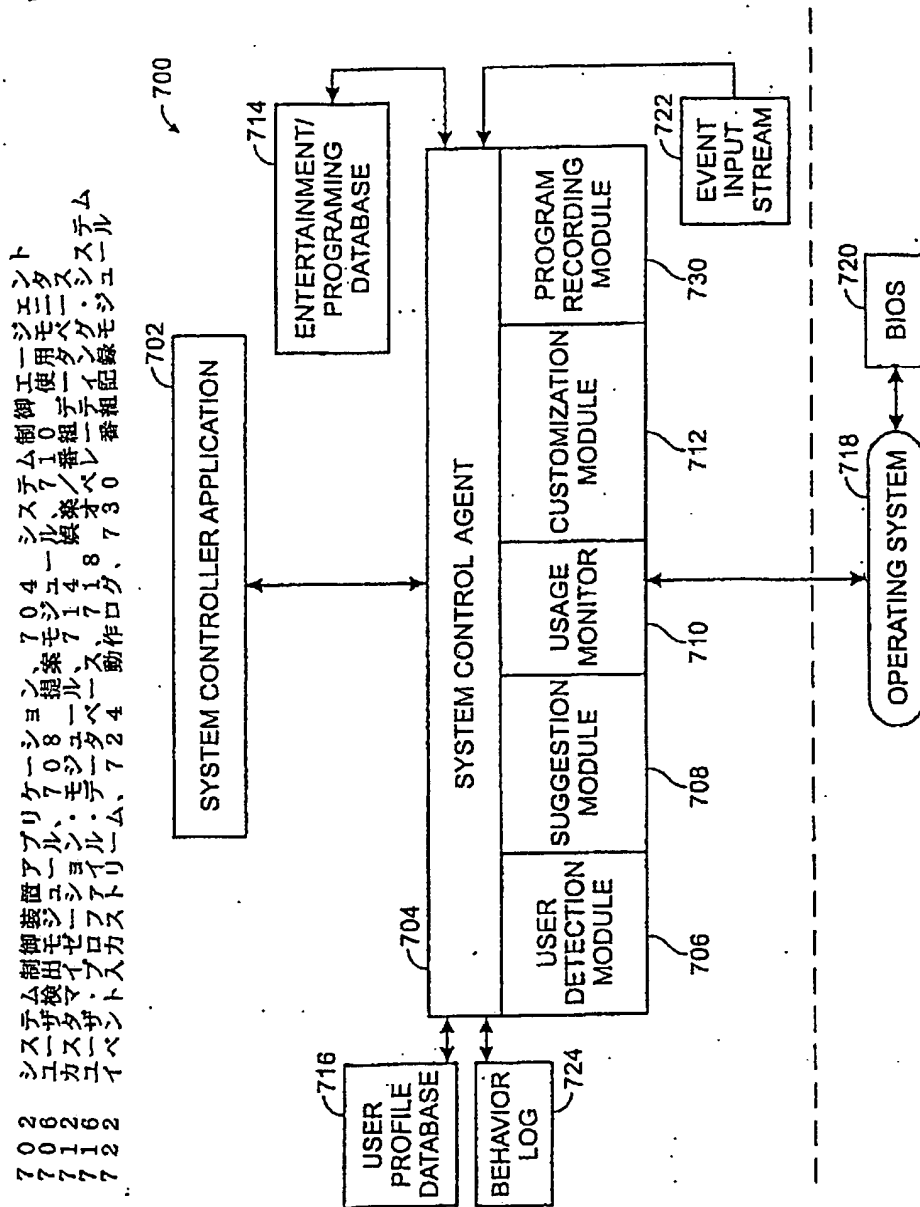 702 システム制御装置アプリケーション、704 システム制御エージェント
706 ユーザ検出モジュール、708 提案モジュール、710 使用モニタ
712 カスタマイゼーション・モジュール、714 娯楽/番組データベース
716 ユーザ・プロファイル・データベース、718 オペレーティング・システム
722 イベント入力ストリーム、724 動作ログ、730 番組記録モジュール
700
702
SYSTEM CONTROLLER APPLICATION
714
ENTERTAINMENT/
PROGRAMING
DATABASE
716
USER
PROFILE
DATABASE
724
BEHAVIOR
LOG
704
SYSTEM CONTROL AGENT
USER
DETECTION
MODULE
706
SUGGESTION
MODULE
708
USAGE
MONITOR
710
CUSTOMIZATION
MODULE
712
PROGRAM
RECORDING
MODULE
730
722
EVENT
INPUT
STREAM
718
OPERATING SYSTEM
720
BIOS